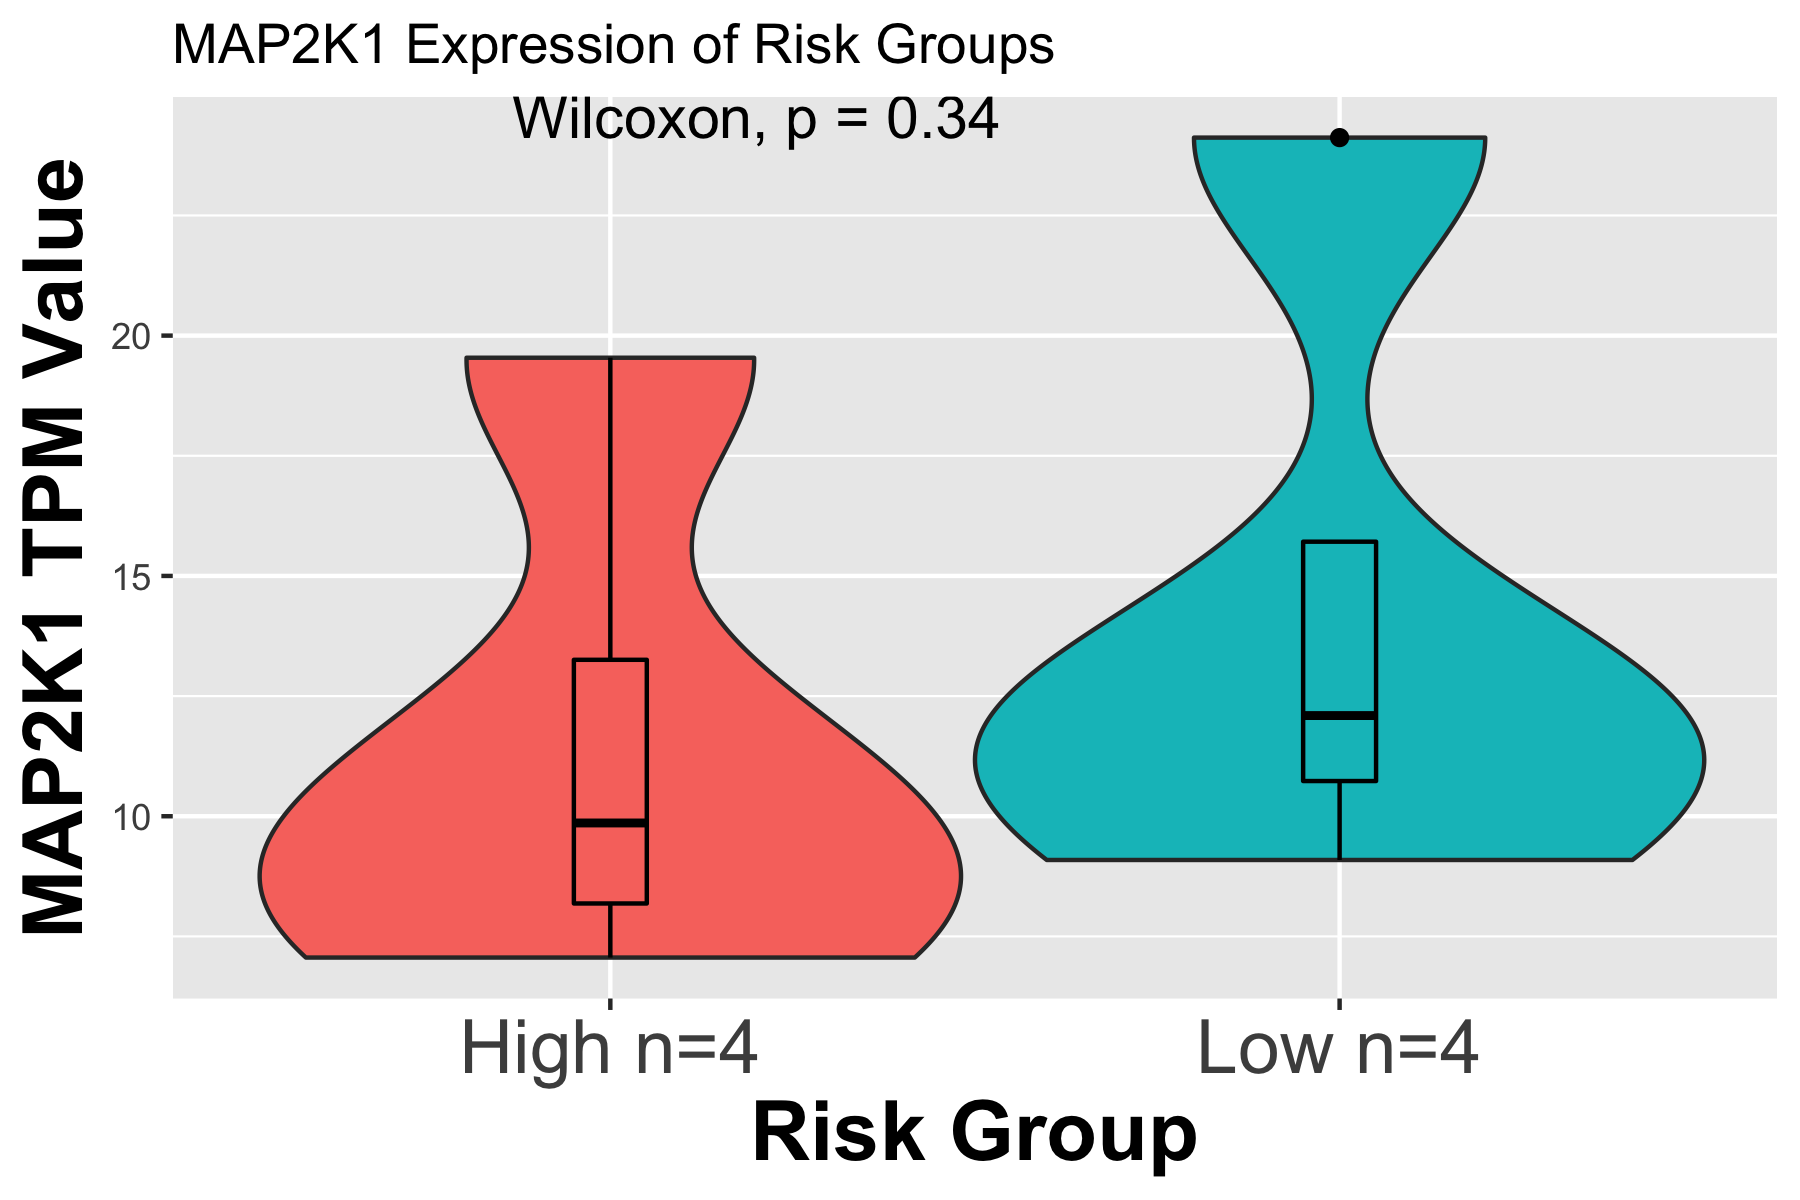 MAP2K1 Expression of Risk Groups
Wilcoxon, p = 0.34
MAP2K1 TPM Value
20
15
10
High n=4
Low n=4
Risk Group